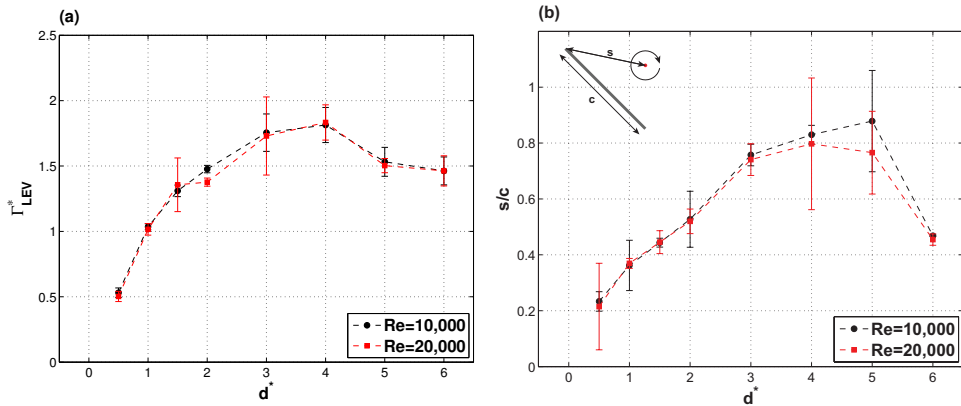 (a)
2.5
2
1.5
1
0.5
0
Γ*LEV
0 1 2 3 4 5 6
d*
Re=10,000
Re=20,000
(b)
1
0.8
0.6
0.4
0.2
0
s/c
s
c
0 1 2 3 4 5 6
d*
Re=10,000
Re=20,000